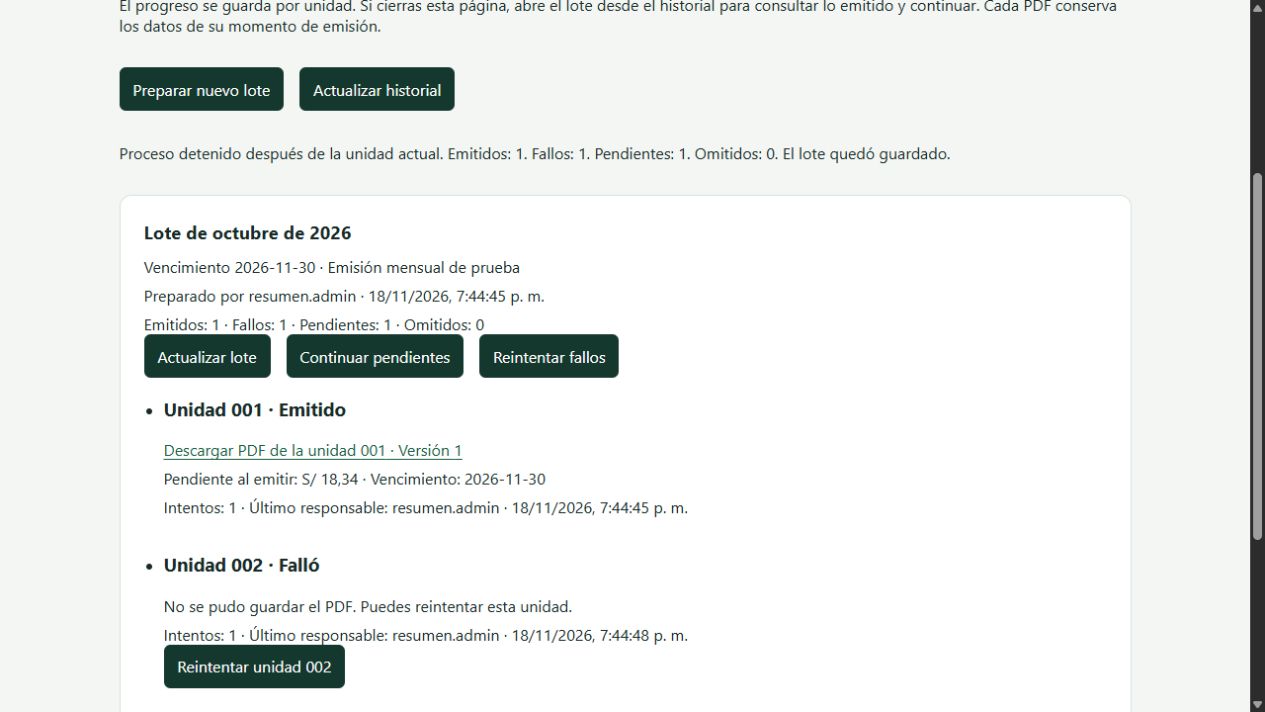 El progreso se guarda por unidad. Si cierras esta página, abre el lote desde el historial para consultar lo emitido y continuar. Cada PDF conserva
los datos de su momento de emisión.
Preparar nuevo lote
Actualizar historial
Proceso detenido después de la unidad actual. Emitidos: 1. Fallos: 1. Pendientes: 1. Omitidos: 0. El lote quedó guardado.
Lote de octubre de 2026
Vencimiento 2026-11-30 · Emisión mensual de prueba
Preparado por resumen.admin · 18/11/2026, 7:44:45 p. m.
Emitidos: 1 · Fallos: 1 · Pendientes: 1 · Omitidos: 0
Actualizar lote
Continuar pendientes
Reintentar fallos
• Unidad 001 · Emitido
Descargar PDF de la unidad 001 · Versión 1
Pendiente al emitir: S/ 18,34 · Vencimiento: 2026-11-30
Intentos: 1 · Último responsable: resumen.admin · 18/11/2026, 7:44:45 p. m.
• Unidad 002 · Falló
No se pudo guardar el PDF. Puedes reintentar esta unidad.
Intentos: 1 · Último responsable: resumen.admin · 18/11/2026, 7:44:48 p. m.
Reintentar unidad 002